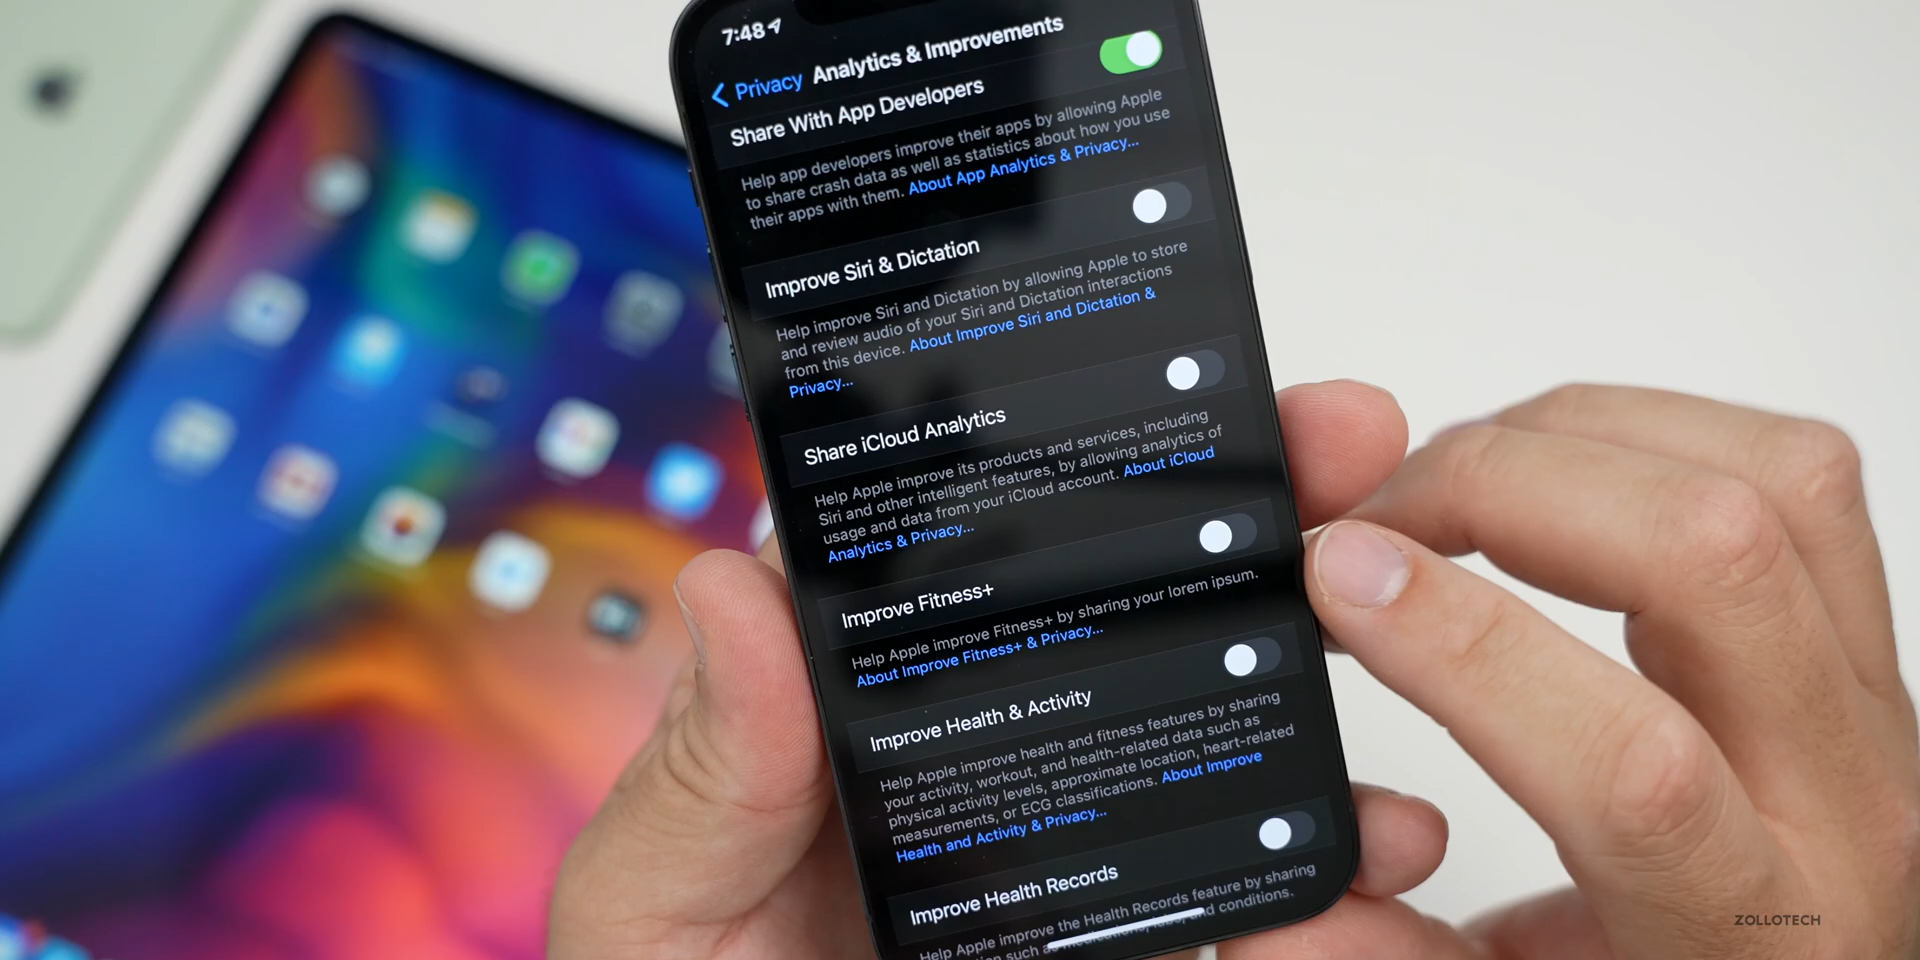 7:48
Privacy Analytics & Improvements
Share With App Developers
Help app developers improve their apps by allowing Apple
to share crash data as well as statistics about how you use
their apps with them. About App Analytics & Privacy...
Improve Siri & Dictation
Help improve Siri and Dictation by allowing Apple to store
and review audio of your Siri and Dictation interactions
from this device. About Improve Siri and Dictation &
Privacy...
Share iCloud Analytics
Help Apple improve its products and services, including
Siri and other intelligent features, by allowing analytics of
usage and data from your iCloud account. About iCloud
Analytics & Privacy...
Improve Fitness+
Help Apple improve Fitness+ by sharing your lorem ipsum.
About Improve Fitness+ & Privacy...
Improve Health & Activity
Help Apple improve health and fitness features by sharing
your activity, workout, and health-related data such as
physical activity levels, approximate location, heart-related
measurements, or ECG classifications. About Improve
Health and Activity & Privacy...
Improve Health Records
Help Apple improve the Health Records feature by sharing
such conditions.
ZOLLOTECH